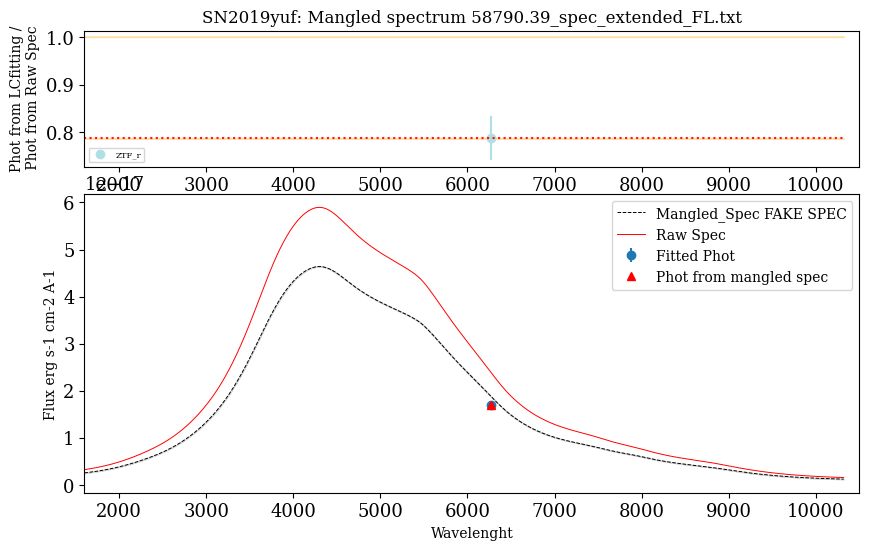 SN2019yuf: Mangled spectrum 58790.39_spec_extended_FL.txt
Phot from LCfitting /
Phot from Raw Spec
1.0
0.9
0.8
ZTF_r
2000 3000 4000 5000 6000 7000 8000 9000 10000
1e−17
Flux erg s-1 cm-2 A-1
6
5
4
3
2
1
0
Mangled_Spec FAKE SPEC
Raw Spec
Fitted Phot
Phot from mangled spec
2000 3000 4000 5000 6000 7000 8000 9000 10000
Wavelenght